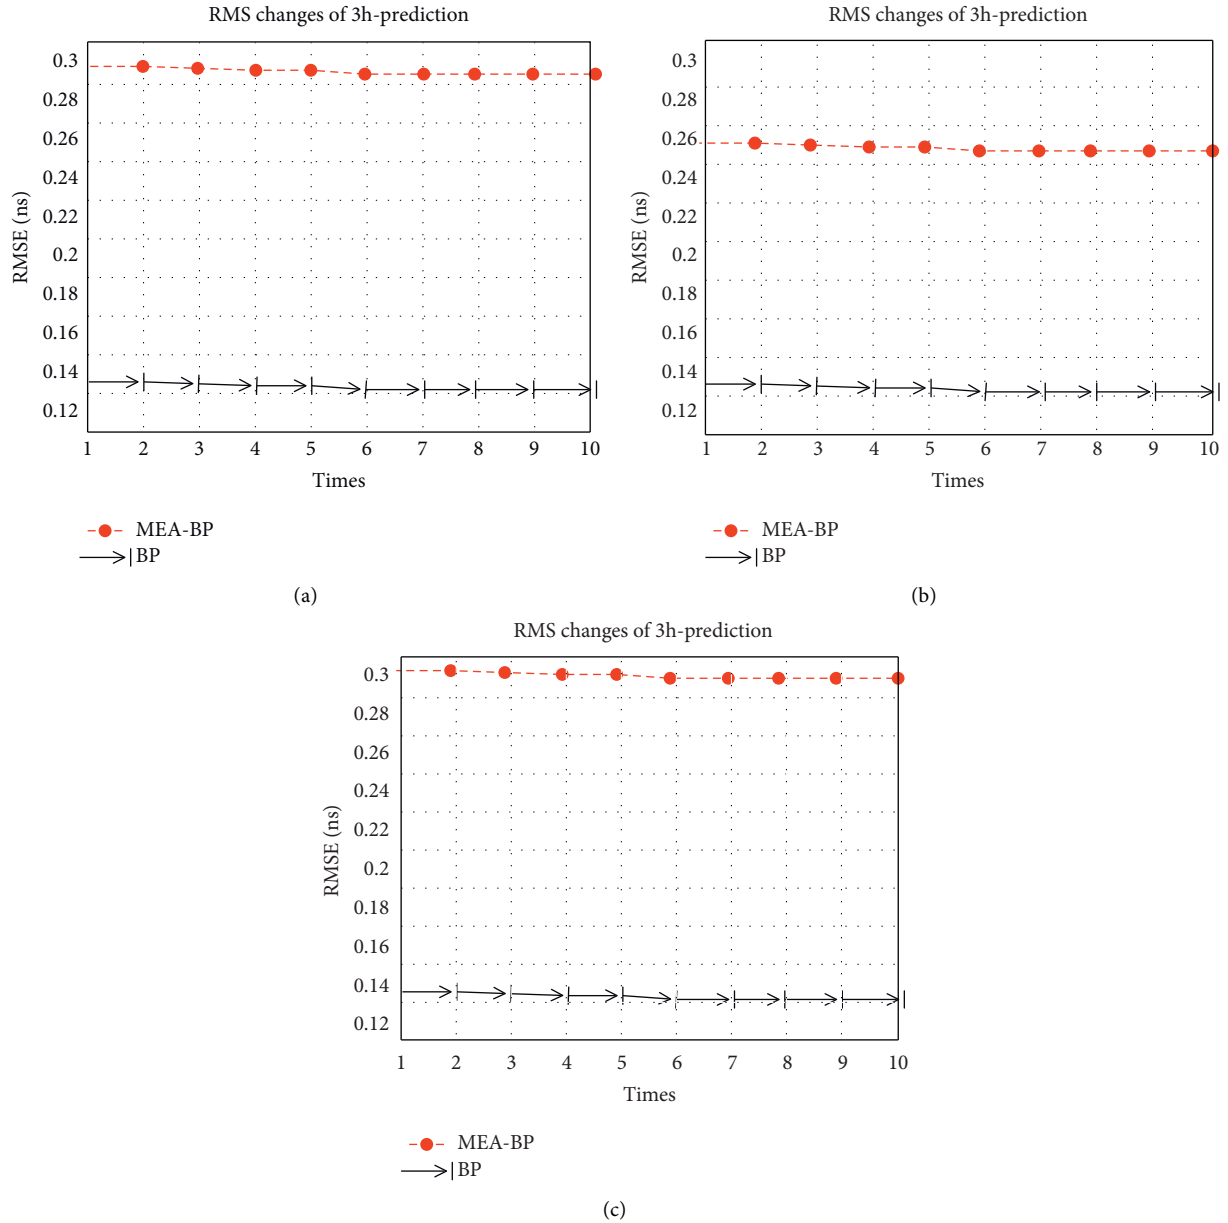 RMS changes of 3h-prediction
0.3
0.28
0.26
0.24
0.22
0.2
0.18
0.16
0.14
0.12
RMSE (ns)
1 2 3 4 5 6 7 8 9 10
Times
MEA-BP
BP
(a)
RMS changes of 3h-prediction
0.3
0.28
0.26
0.24
0.22
0.2
0.18
0.16
0.14
0.12
RMSE (ns)
1 2 3 4 5 6 7 8 9 10
Times
MEA-BP
BP
(b)
RMS changes of 3h-prediction
0.3
0.28
0.26
0.24
0.22
0.2
0.18
0.16
0.14
0.12
RMSE (ns)
1 2 3 4 5 6 7 8 9 10
Times
MEA-BP
BP
(c)